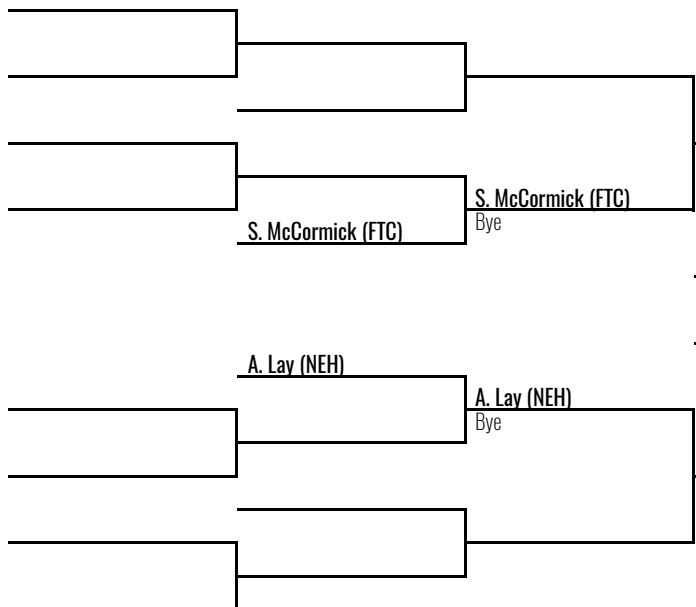 S. McCormick (FTC)
Bye
S. McCormick (FTC)
A. Lay (NEH)
A. Lay (NEH)
Bye